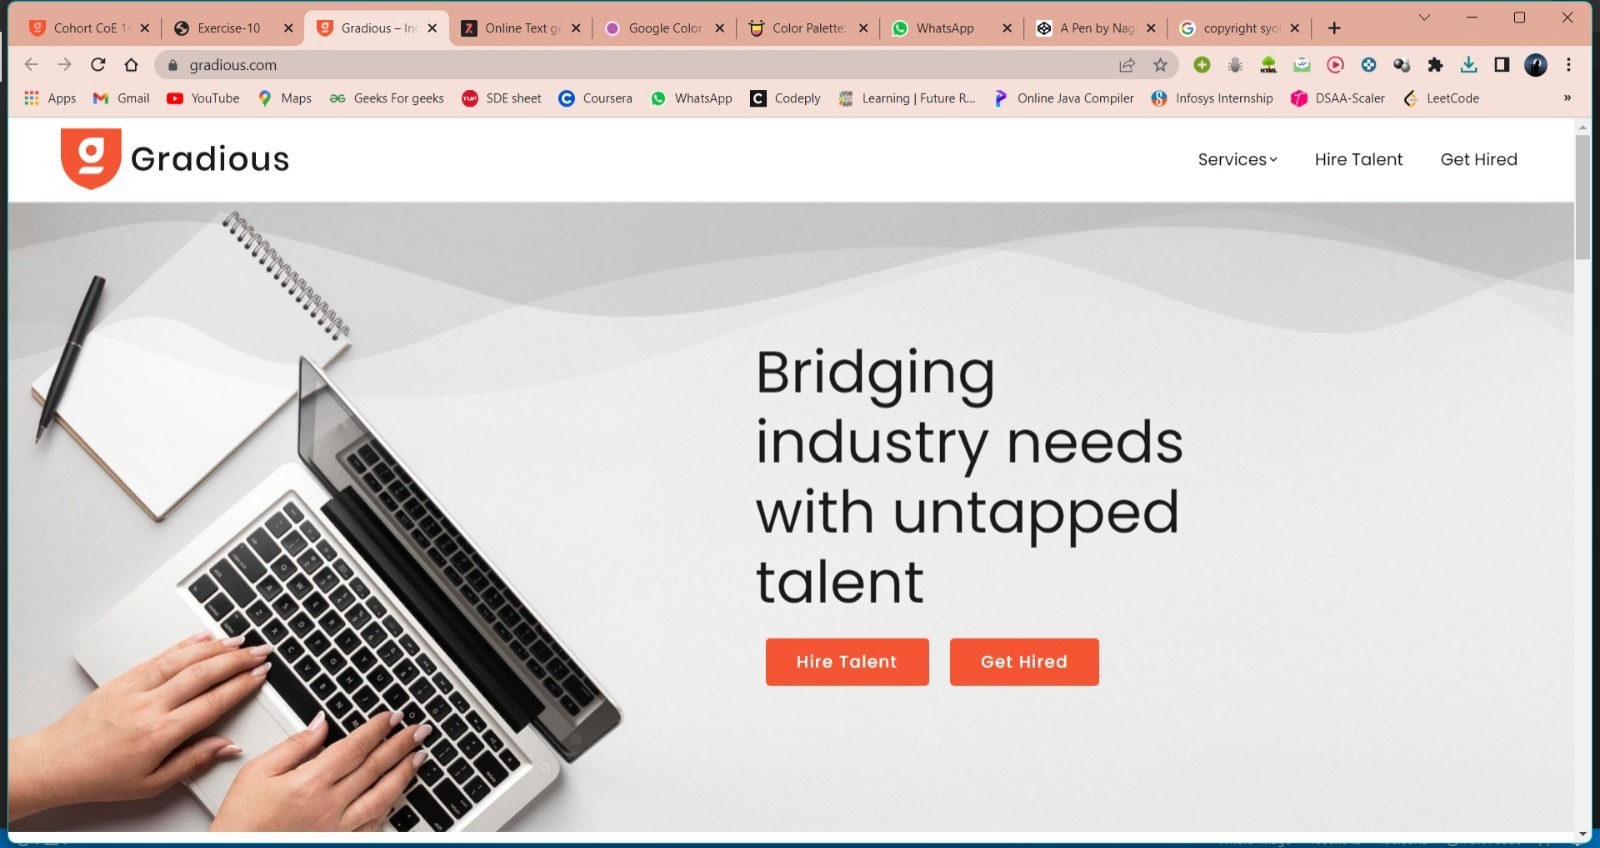 Cohort CoE 1
Exercise-10
Gradious – In
Online Text ge
Google Color
Color Palette:
WhatsApp
A Pen by Nag
copyright syo
gradious.com
Apps
Gmail
YouTube
Maps
Geeks For geeks
SDE sheet
Coursera
WhatsApp
Codeply
Learning | Future R...
Online Java Compiler
Infosys Internship
DSAA-Scaler
LeetCode
»
Gradious
Services
Hire Talent
Get Hired
Bridging
industry needs
with untapped
talent
Hire Talent
Get Hired